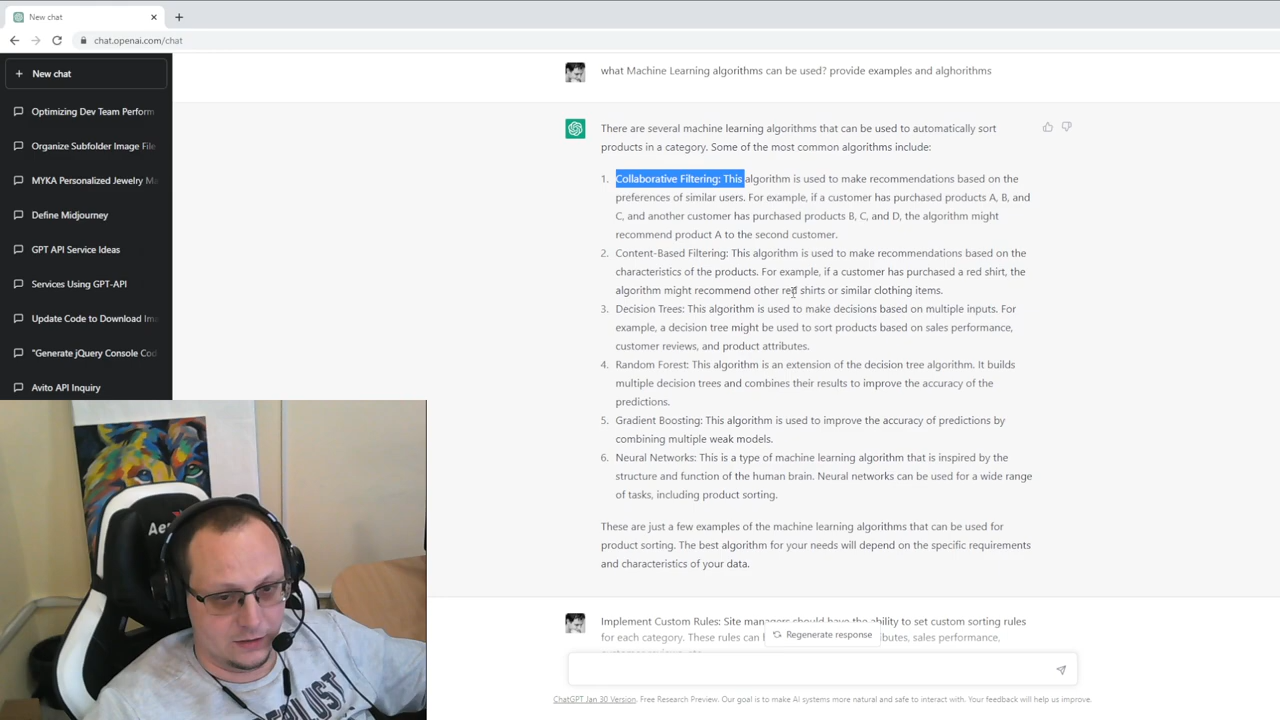 New chat
chat.openai.com/chat
New chat
Optimizing Dev Team Perform
Organize Subfolder Image File
MYKA Personalized Jewelry Ma
Define Midjourney
GPT API Service Ideas
Services Using GPT-API
Update Code to Download Ima
"Generate jQuery Console Cod
Avito API Inquiry
what Machine Learning algorithms can be used? provide examples and alghorithms
There are several machine learning algorithms that can be used to automatically sort
products in a category. Some of the most common algorithms include:
1. Collaborative Filtering: This algorithm is used to make recommendations based on the
preferences of similar users. For example, if a customer has purchased products A, B, and
C, and another customer has purchased products B, C, and D, the algorithm might
recommend product A to the second customer.
2. Content-Based Filtering: This algorithm is used to make recommendations based on the
characteristics of the products. For example, if a customer has purchased a red shirt, the
algorithm might recommend other red shirts or similar clothing items.
3. Decision Trees: This algorithm is used to make decisions based on multiple inputs. For
example, a decision tree might be used to sort products based on sales performance,
customer reviews, and product attributes.
4. Random Forest: This algorithm is an extension of the decision tree algorithm. It builds
multiple decision trees and combines their results to improve the accuracy of the
predictions.
5. Gradient Boosting: This algorithm is used to improve the accuracy of predictions by
combining multiple weak models.
6. Neural Networks: This is a type of machine learning algorithm that is inspired by the
structure and function of the human brain. Neural networks can be used for a wide range
of tasks, including product sorting.
These are just a few examples of the machine learning algorithms that can be used for
product sorting. The best algorithm for your needs will depend on the specific requirements
and characteristics of your data.
Implement Custom Rules: Site managers should have the ability to set custom sorting rules
for each category. These rules can b
butes, sales performance,
Regenerate response
ChatGPT Jan 30 Version. Free Research Preview. Our goal is to make AI systems more natural and safe to interact with. Your feedback will help us improve.